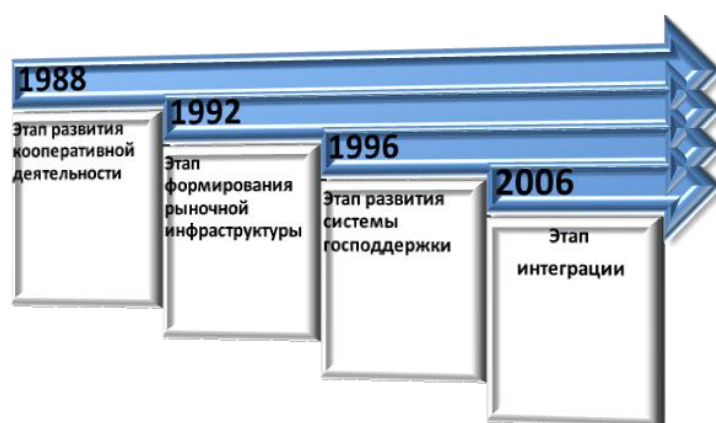 1988
Этап развития
кооперативной
деятельности
1992
Этап
формирования
рыночной
инфраструктуры
1996
Этап развития
системы
господдержки
2006
Этап
интеграции